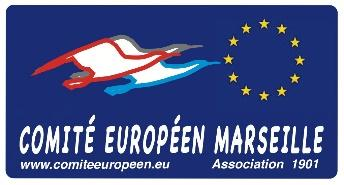 COMITÉ EUROPÉEN MARSEILLE
www.comiteeuropeen.eu Association 1901